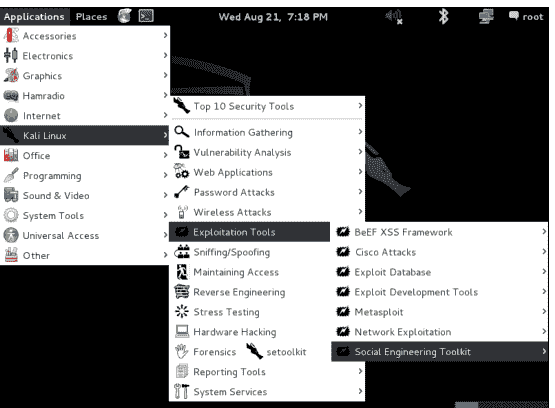 Applications Places Wed Aug 21, 7:18 PM root
Accessories
Electronics
Graphics
Hamradio
Internet
Kali Linux
Office
Programming
Sound & Video
System Tools
Universal Access
Other
Top 10 Security Tools
Information Gathering
Vulnerability Analysis
Web Applications
Password Attacks
Wireless Attacks
Exploitation Tools
Sniffing/Spoofing
Maintaining Access
Reverse Engineering
Stress Testing
Hardware Hacking
Forensics setoolkit
Reporting Tools
System Services
BeEF XSS Framework
Cisco Attacks
Exploit Database
Exploit Development Tools
Metasploit
Network Exploitation
Social Engineering Toolkit